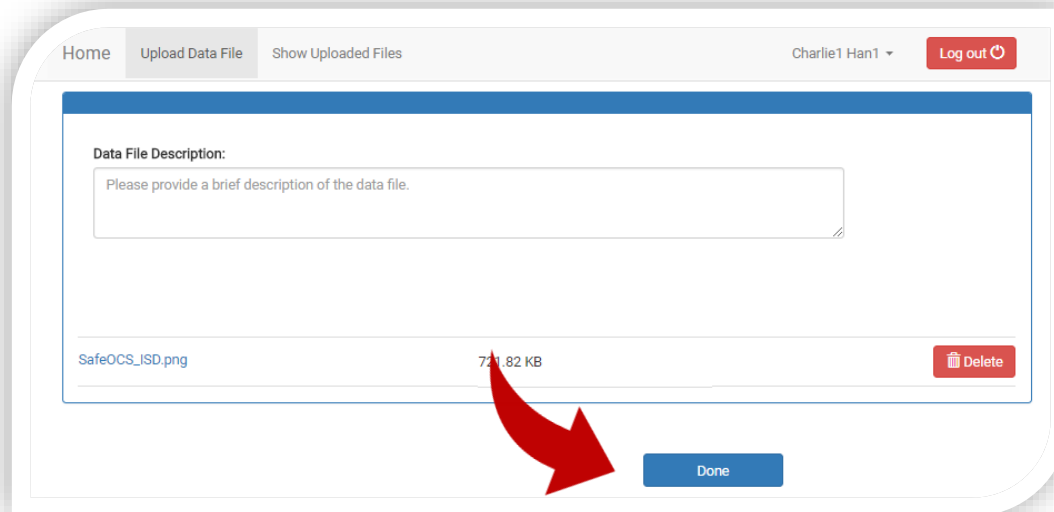 Home Upload Data File Show Uploaded Files Charlie1 Han1 Log out
Data File Description:
Please provide a brief description of the data file.
SafeOCS_ISD.png 721.82 KB Delete
Done